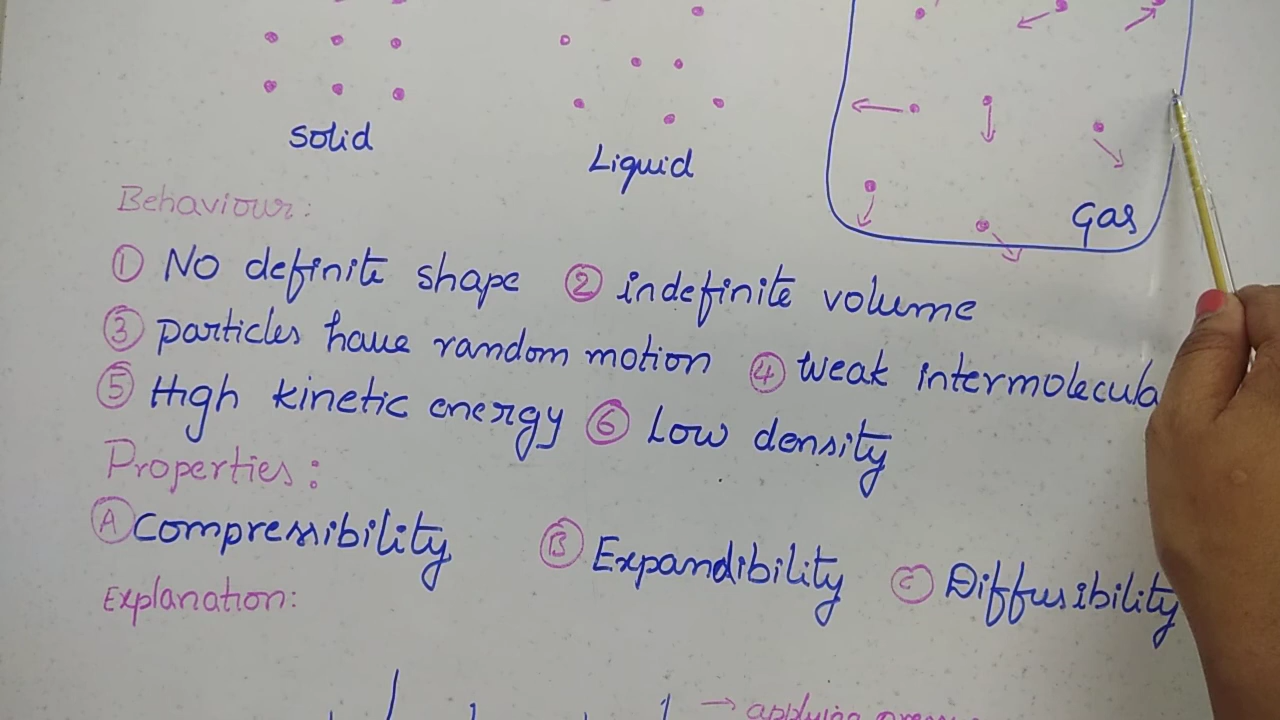 Solid
Liquid
Gas
Behaviour:
① No definite shape ② indefinite volume
③ particles have random motion ④ weak
⑤ High kinetic energy ⑥ Low density
Properties:
Ⓐ compressibility Ⓑ Expandibility Ⓒ Diffusibility
Explanation:
→ applying